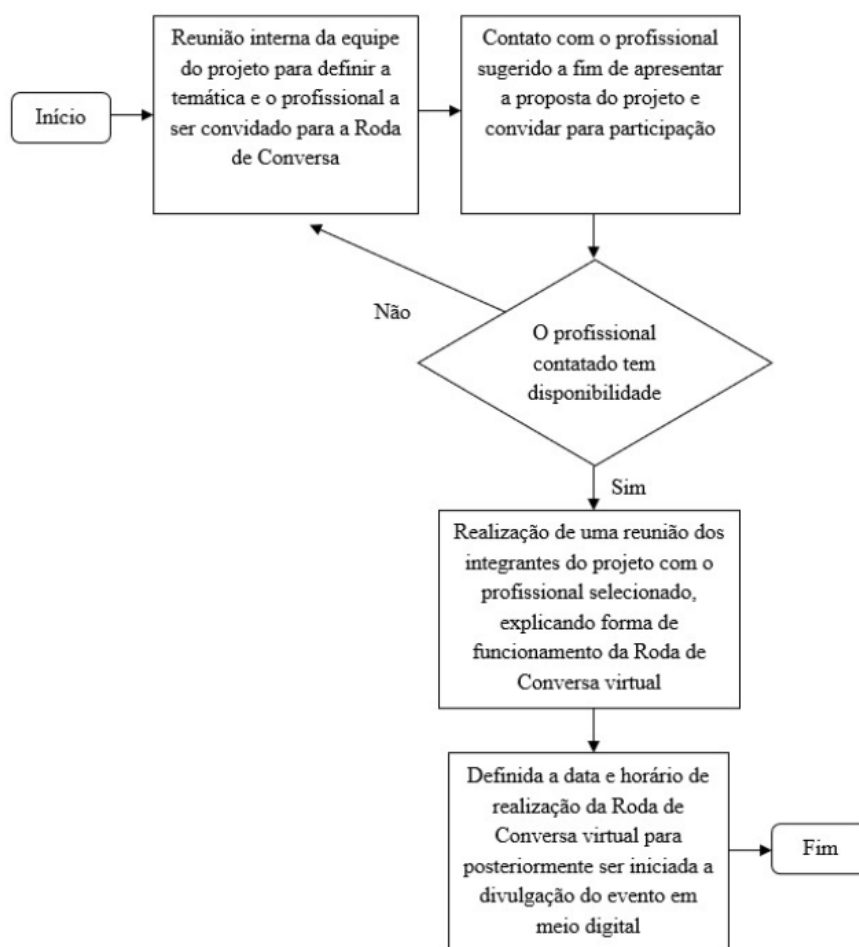 Início
Reunião interna da equipe
do projeto para definir a
temática e o profissional a
ser convidado para a Roda
de Conversa
Contato com o profissional
sugerido a fim de apresentar
a proposta do projeto e
convidar para participação
Não
O profissional
contatado tem
disponibilidade
Sim
Realização de uma reunião dos
integrantes do projeto com o
profissional selecionado,
explicando forma de
funcionamento da Roda de
Conversa virtual
Definida a data e horário de
realização da Roda de
Conversa virtual para
posteriormente ser iniciada a
divulgação do evento em
meio digital
Fim